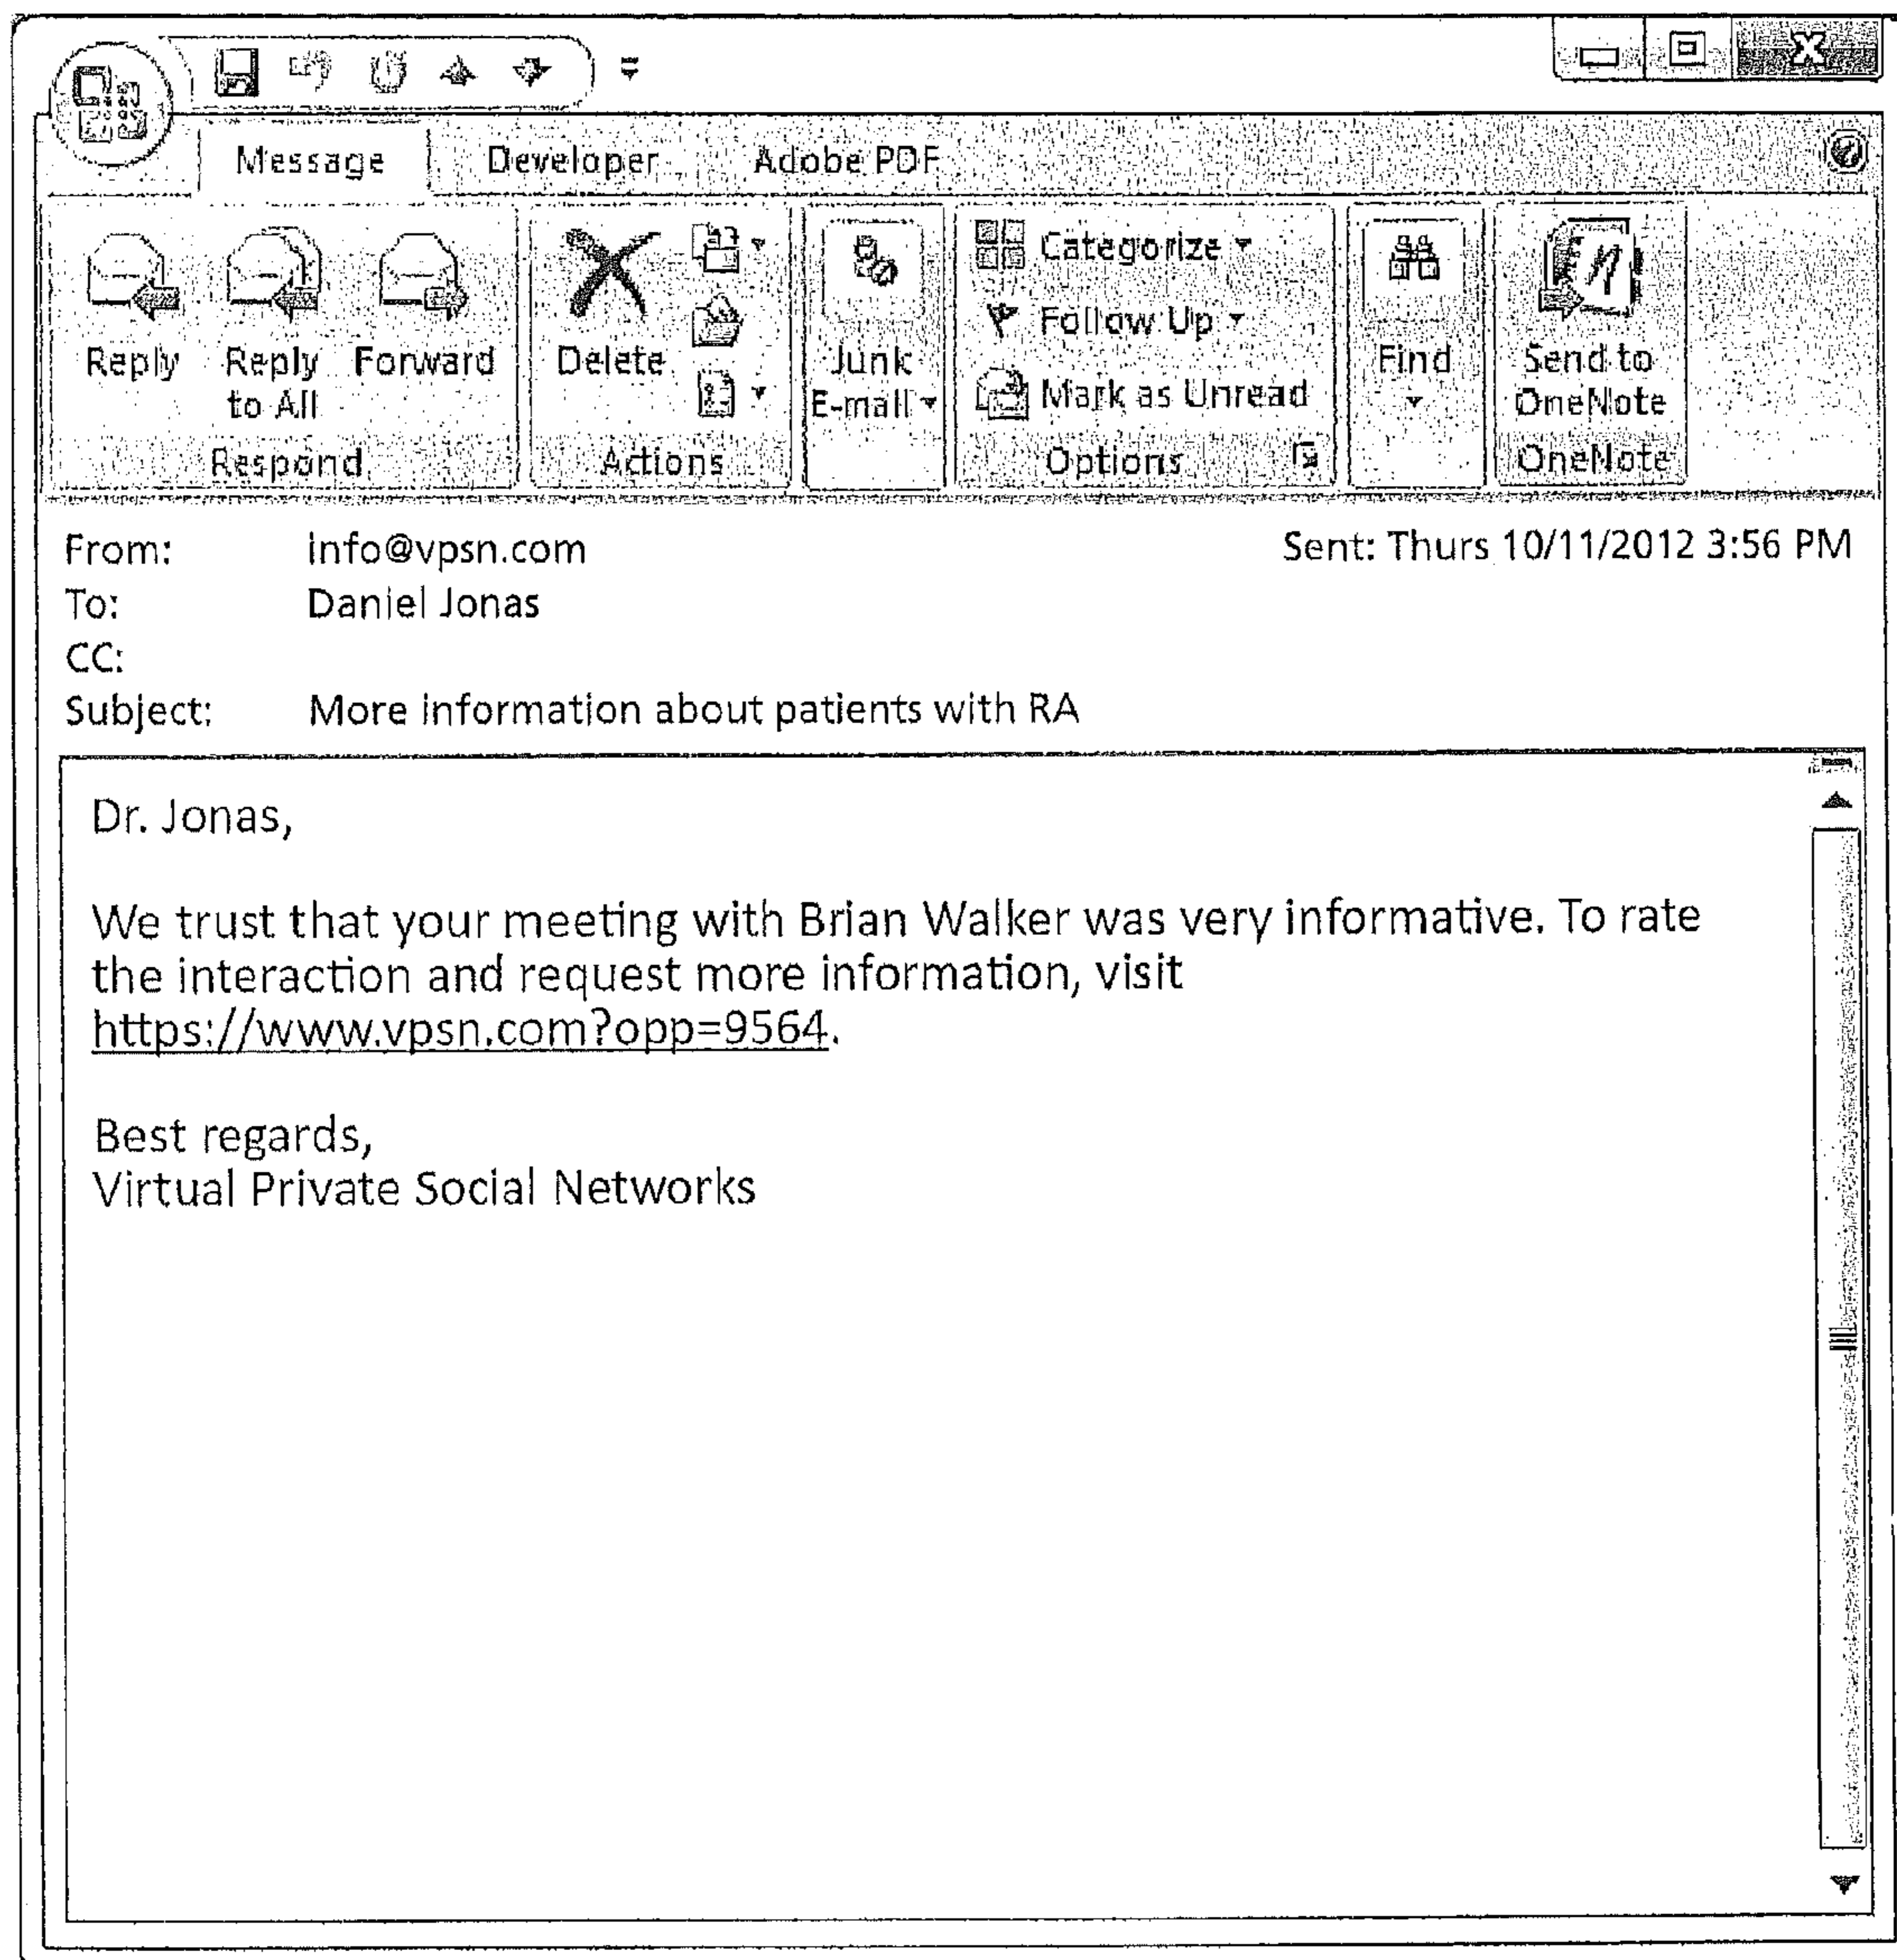 Message Developer Adobe PDF
Reply Reply to All Forward Delete Junk E-mail Categorize Follow Up Mark as Unread Find Send to OneNote
Respond Actions Options OneNote
From: info@vpsn.com Sent: Thurs 10/11/2012 3:56 PM
To: Daniel Jonas
CC:
Subject: More information about patients with RA
Dr. Jonas,
We trust that your meeting with Brian Walker was very informative. To rate
the interaction and request more information, visit
https://www.vpsn.com?opp=9564.
Best regards,
Virtual Private Social Networks